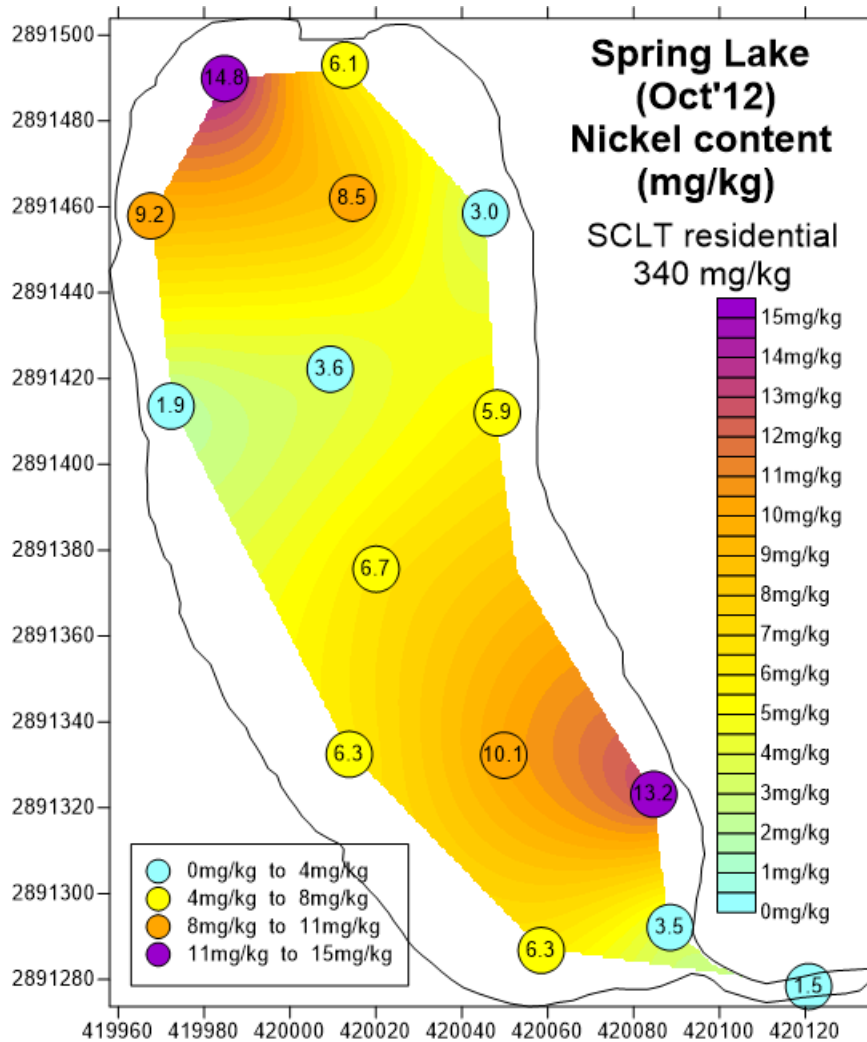 Spring Lake
(Oct'12)
Nickel content
(mg/kg)
SCLT residential
340 mg/kg
2891500
2891480
2891460
2891440
2891420
2891400
2891380
2891360
2891340
2891320
2891300
2891280
14.8
6.1
8.5
9.2
3.0
3.6
1.9
5.9
6.7
6.3
10.1
13.2
3.5
6.3
1.5
15mg/kg
14mg/kg
13mg/kg
12mg/kg
11mg/kg
10mg/kg
9mg/kg
8mg/kg
7mg/kg
6mg/kg
5mg/kg
4mg/kg
3mg/kg
2mg/kg
1mg/kg
0mg/kg
0mg/kg to 4mg/kg
4mg/kg to 8mg/kg
8mg/kg to 11mg/kg
11mg/kg to 15mg/kg
419960 419980 420000 420020 420040 420060 420080 420100 420120